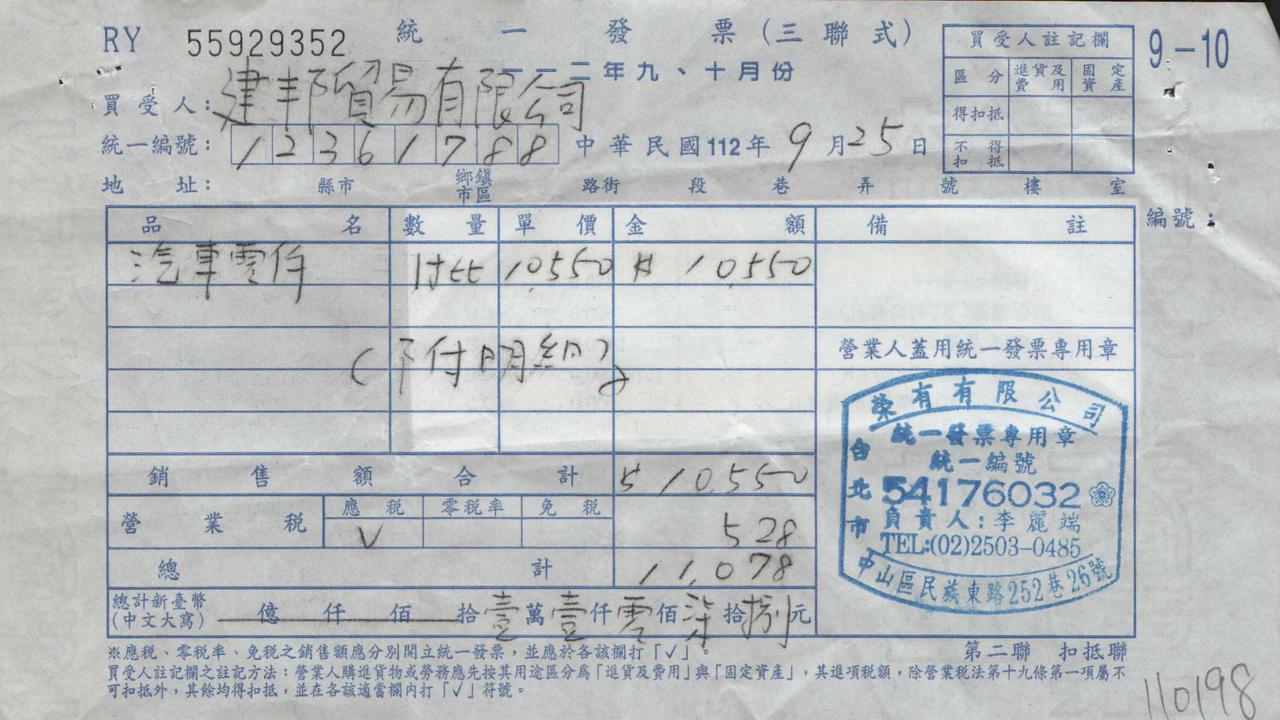 RY 55929352 統一發票(三聯式) 9-10
一一二年九、十月份
買受人: 建邦貿易有限公司
統一編號: 12361788 中華民國112年9月25日
地址: 縣市 鄉鎮市區 路街 段 巷 弄 號 樓 室
買受人註記欄
區分 進貨及費用 固定資產
得扣抵
不得扣抵
編號:
品名 數量 單價 金額 備註
汽車零件 1批 10,550 $ 10,550
(下付明細)
營業人蓋用統一發票專用章
榮有有限公司
統一發票專用章
統一編號
54176032
負責人:李麗端
TEL:(02)2503-0485
台北市
中山區民族東路252巷26號
銷售額合計 $ 10,550
營業稅 應稅 零稅率 免稅
V 528
總計 11,078
總計新臺幣(中文大寫) 億 仟 佰 拾 壹萬 壹仟 零佰 柒拾 捌元
※應稅、零稅率、免稅之銷售額應分別開立統一發票,並應於各該欄打「✓」。
第二聯 扣抵聯
買受人註記欄之註記方法:營業人購進貨物或勞務應先按其用途區分為「進貨及費用」與「固定資產」,其進項稅額,除營業稅法第十九條第一項屬不
可扣抵外,其餘均得扣抵,並在各該適當欄內打「✓」符號。
110198